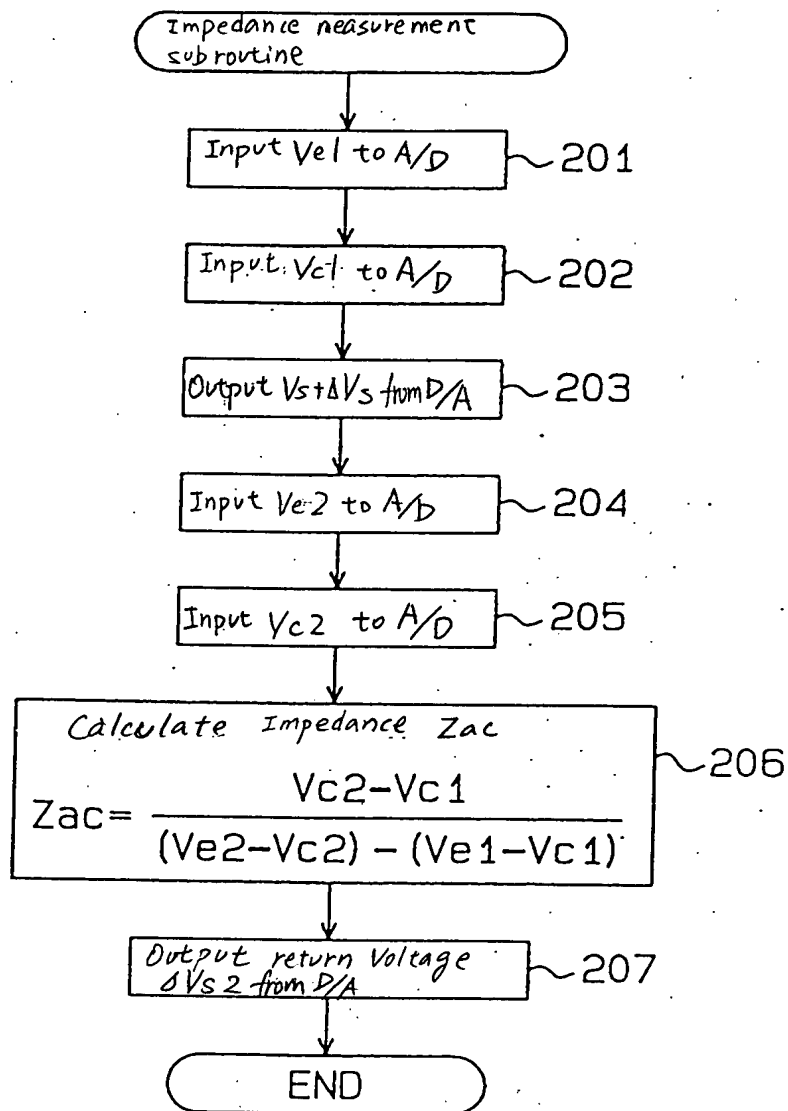 Impedance neasurement
subroutine
Input Ve1 to A/D
201
Input Vc1 to A/D
202
Output Vs+ΔVs from D/A
203
Input Ve2 to A/D
204
Input Vc2 to A/D
205
Calculate Impedance Zac
Zac= Vc2-Vc1
(Ve2-Vc2) - (Ve1-Vc1)
206
Output return Voltage
ΔVs2 from D/A
207
END